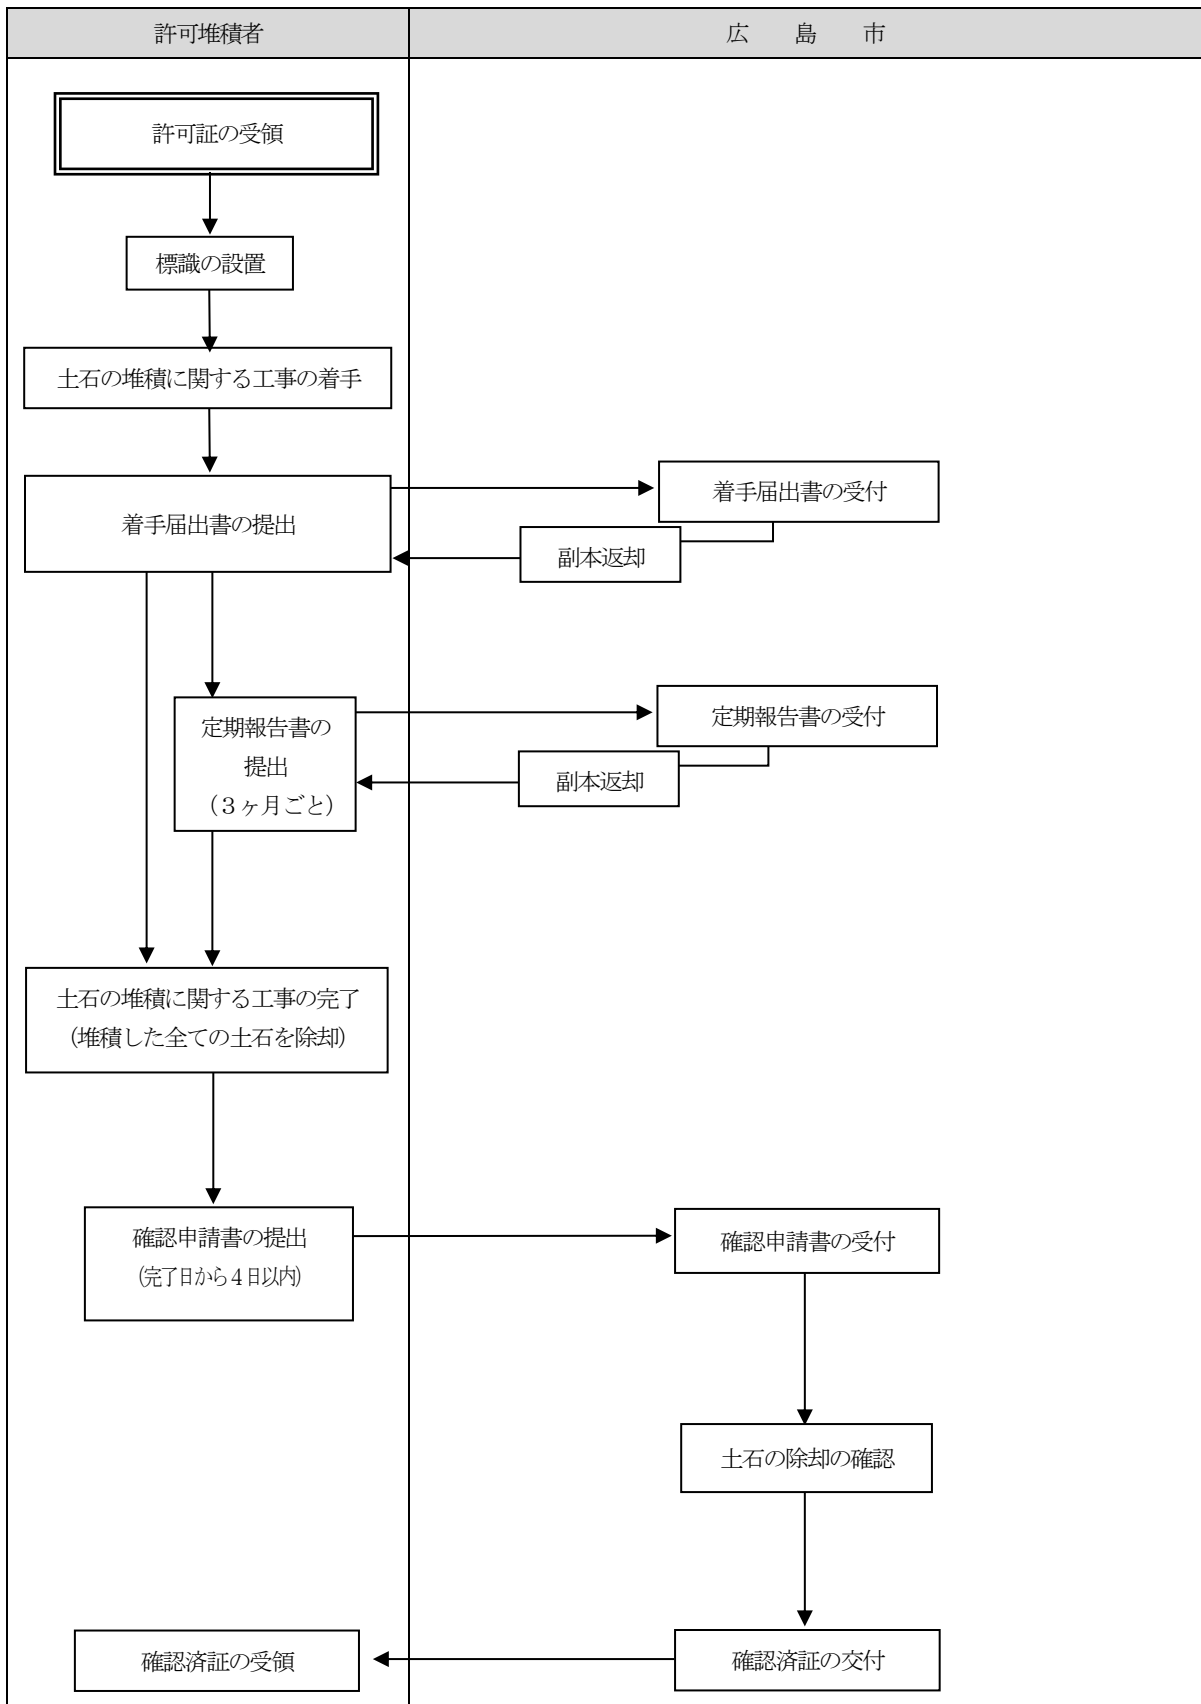 許可堆積者
広　島　市
許可証の受領
標識の設置
土石の堆積に関する工事の着手
着手届出書の提出
着手届出書の受付
副本返却
定期報告書の
提出
（３ヶ月ごと）
定期報告書の受付
副本返却
土石の堆積に関する工事の完了
（堆積した全ての土石を除却）
確認申請書の提出
（完了日から４日以内）
確認申請書の受付
土石の除却の確認
確認済証の交付
確認済証の受領